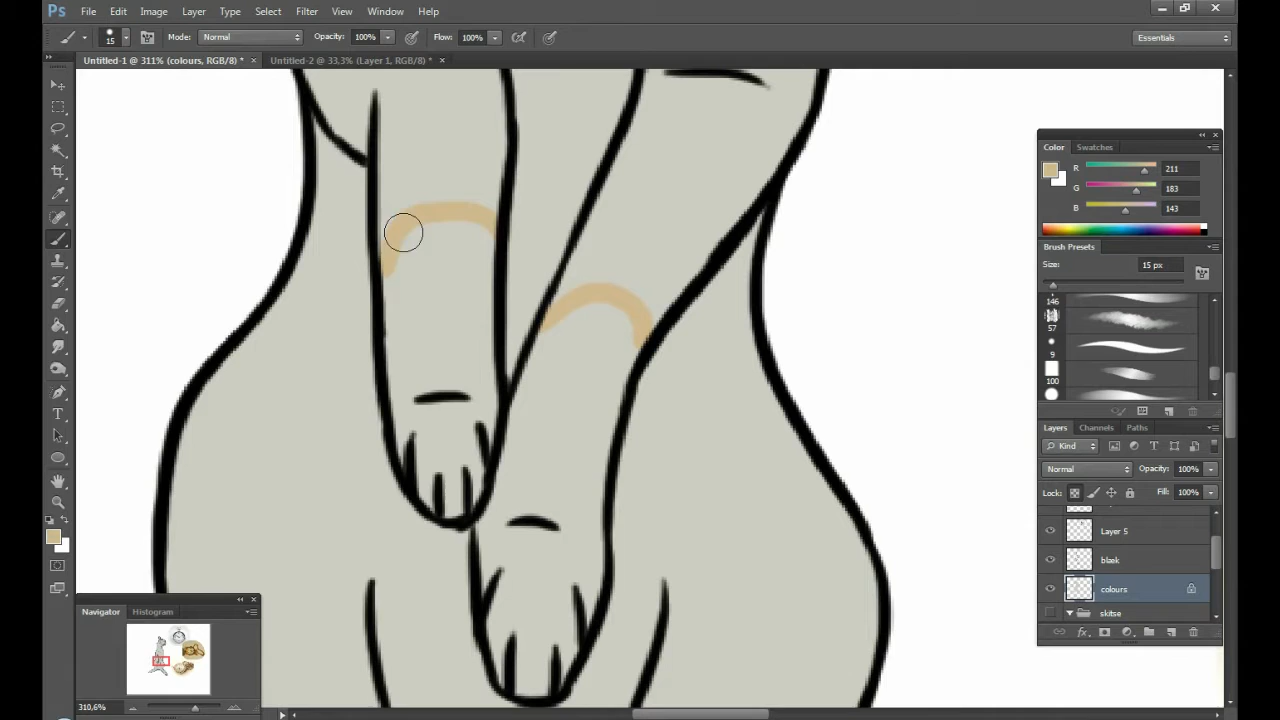 Ps File Edit Image Layer Type Select Filter View Window Help
15 Mode: Normal Opacity: 100% Flow: 100% Essentials
Untitled-1 @ 311% (colours, RGB/8) * × Untitled-2 @ 33,3% (Layer 1, RGB/8) * ×
Color Swatches
R 211
G 183
B 143
Brush Presets
Size: 15 px
146
57
9
100
Layers Channels Paths
Kind
Normal Opacity: 100%
Lock: Fill: 100%
Layer 5
blæk
colours
skitse
Navigator Histogram
310,6%